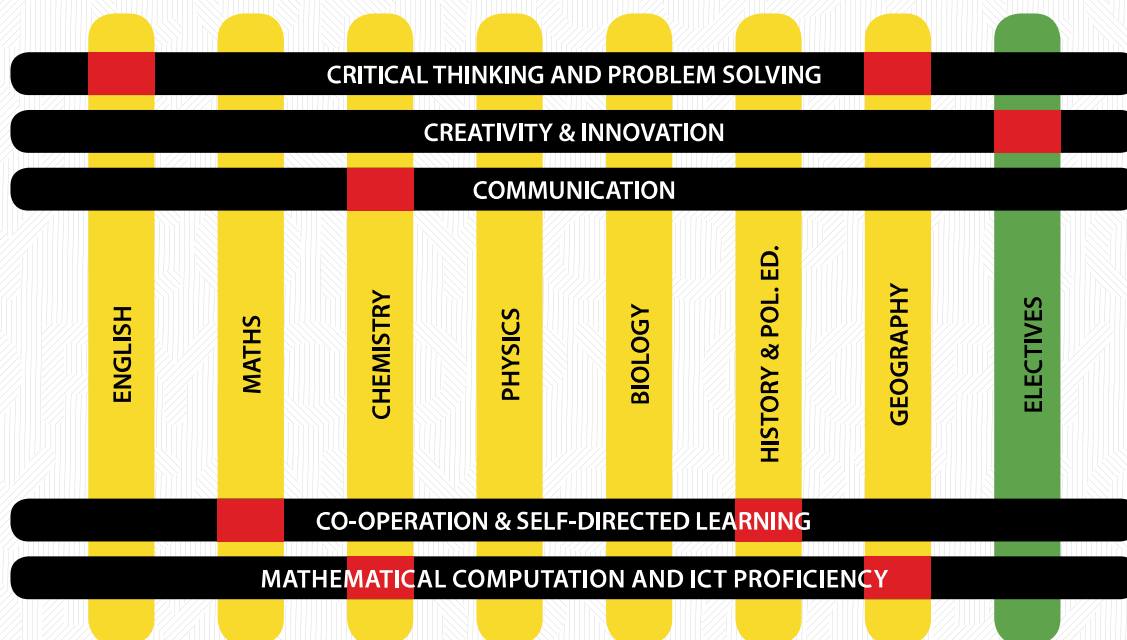 CRITICAL THINKING AND PROBLEM SOLVING
CREATIVITY & INNOVATION
COMMUNICATION
ENGLISH
MATHS
CHEMISTRY
PHYSICS
BIOLOGY
HISTORY & POL. ED.
GEOGRAPHY
ELECTIVES
CO-OPERATION & SELF-DIRECTED LEARNING
MATHEMATICAL COMPUTATION AND ICT PROFICIENCY